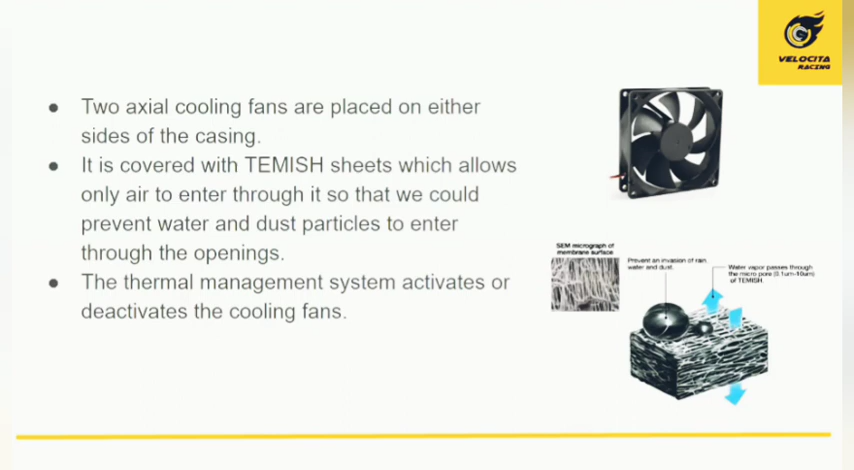 VELOCITA
RACING
● Two axial cooling fans are placed on either
sides of the casing.
● It is covered with TEMISH sheets which allows
only air to enter through it so that we could
prevent water and dust particles to enter
through the openings.
● The thermal management system activates or
deactivates the cooling fans.
SEM micrograph of
membrane surface
Prevent an invasion of rain,
water and dust.
Water vapor passes through
the micro pore (0.1um-10um)
of TEMISH.